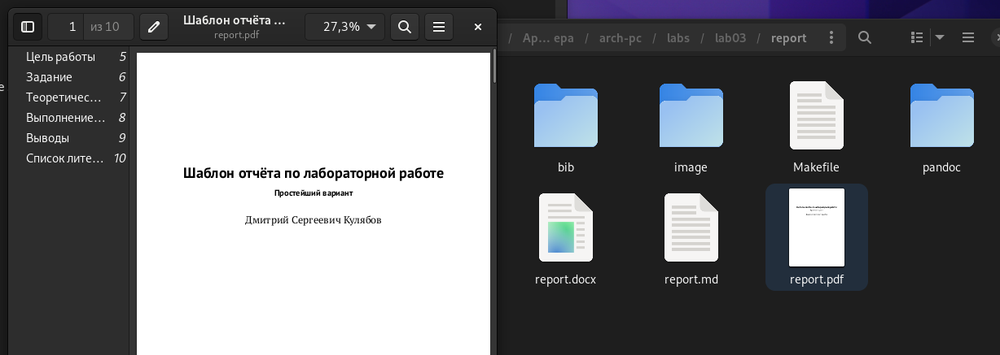 1 из 10
Шаблон отчёта ...
report.pdf
27,3%
Цель работы 5
Задание 6
Теоретичес... 7
Выполнение... 8
Выводы 9
Список лите... 10
Шаблон отчёта по лабораторной работе
Простейший вариант
Дмитрий Сергеевич Кулябов
/ Ар... ера / arch-pc / labs / lab03 / report
bib
image
Makefile
pandoc
report.docx
report.md
report.pdf